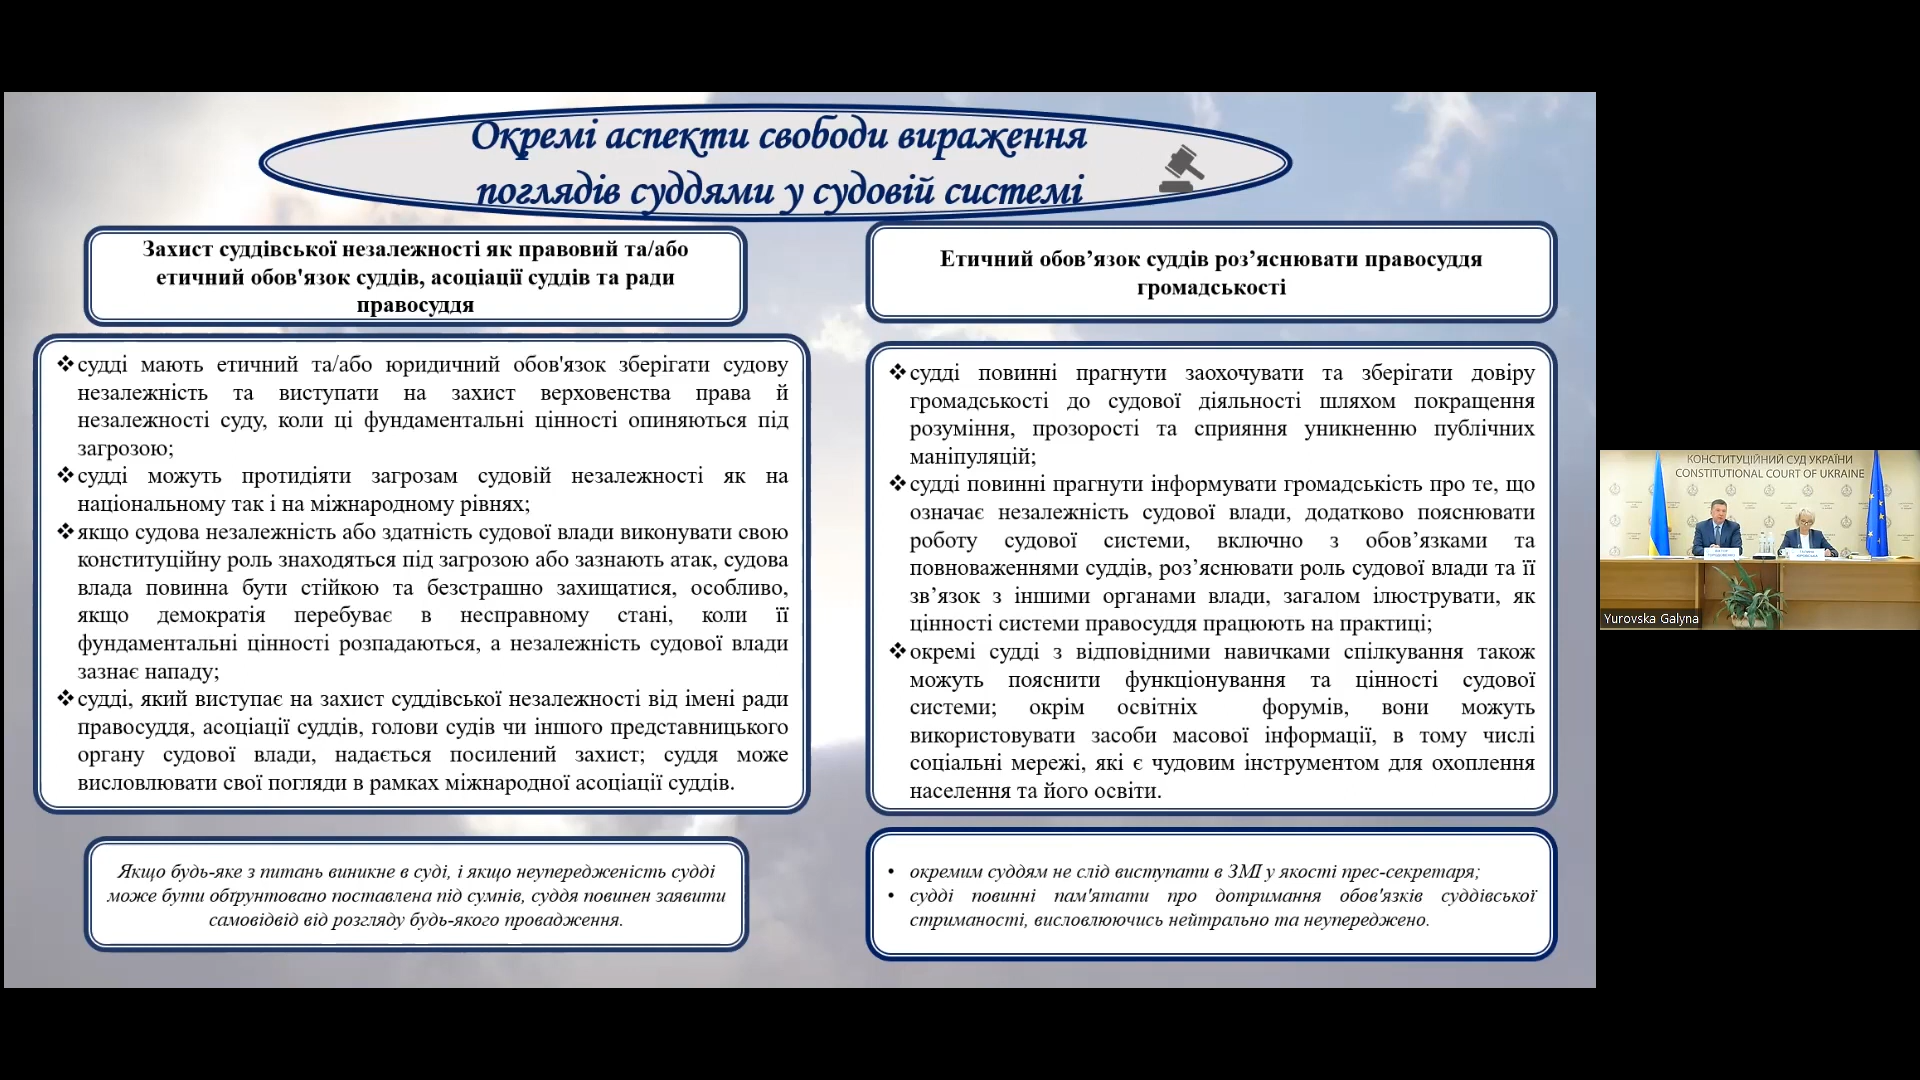 Окремі аспекти свободи вираження
поглядів суддями у судовій системі
Захист суддівської незалежності як правовий та/або
етичний обов'язок суддів, асоціації суддів та ради
правосуддя
❖судді мають етичний та/або юридичний обов'язок зберігати судову
незалежність та виступати на захист верховенства права й
незалежності суду, коли ці фундаментальні цінності опиняються під
загрозою;
❖судді можуть протидіяти загрозам судовій незалежності як на
національному так і на міжнародному рівнях;
❖якщо судова незалежність або здатність судової влади виконувати свою
конституційну роль знаходяться під загрозою або зазнають атак, судова
влада повинна бути стійкою та безстрашно захищатися, особливо,
якщо демократія перебуває в несправному стані, коли її
фундаментальні цінності розпадаються, а незалежність судової влади
зазнає нападу;
❖судді, який виступає на захист суддівської незалежності від імені ради
правосуддя, асоціації суддів, голови судів чи іншого представницького
органу судової влади, надається посилений захист; суддя може
висловлювати свої погляди в рамках міжнародної асоціації суддів.
Якщо будь-яке з питань виникне в суді, і якщо неупередженість судді
може бути обґрунтовано поставлена під сумнів, суддя повинен заявити
самовідвід від розгляду будь-якого провадження.
Етичний обов’язок суддів роз’яснювати правосуддя
громадськості
❖судді повинні прагнути заохочувати та зберігати довіру
громадськості до судової діяльності шляхом покращення
розуміння, прозорості та сприяння уникненню публічних
маніпуляцій;
❖судді повинні прагнути інформувати громадськість про те, що
означає незалежність судової влади, додатково пояснювати
роботу судової системи, включно з обов’язками та
повноваженнями суддів, роз’яснювати роль судової влади та її
зв’язок з іншими органами влади, загалом ілюструвати, як
цінності системи правосуддя працюють на практиці;
❖окремі судді з відповідними навичками спілкування також
можуть пояснити функціонування та цінності судової
системи; окрім освітніх форумів, вони можуть
використовувати засоби масової інформації, в тому числі
соціальні мережі, які є чудовим інструментом для охоплення
населення та його освіти.
• окремим суддям не слід виступати в ЗМІ у якості прес-секретаря;
• судді повинні пам'ятати про дотримання обов'язків суддівської
стриманості, висловлюючись нейтрально та неупереджено.
КОНСТИТУЦІЙНИЙ СУД УКРАЇНИ
CONSTITUTIONAL COURT OF UKRAINE
Yurovska Galyna